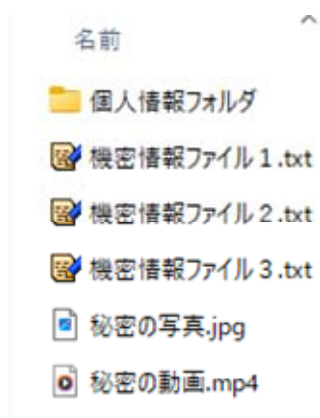 名前
個人情報フォルダ
機密情報ファイル１.txt
機密情報ファイル２.txt
機密情報ファイル３.txt
秘密の写真.jpg
秘密の動画.mp4